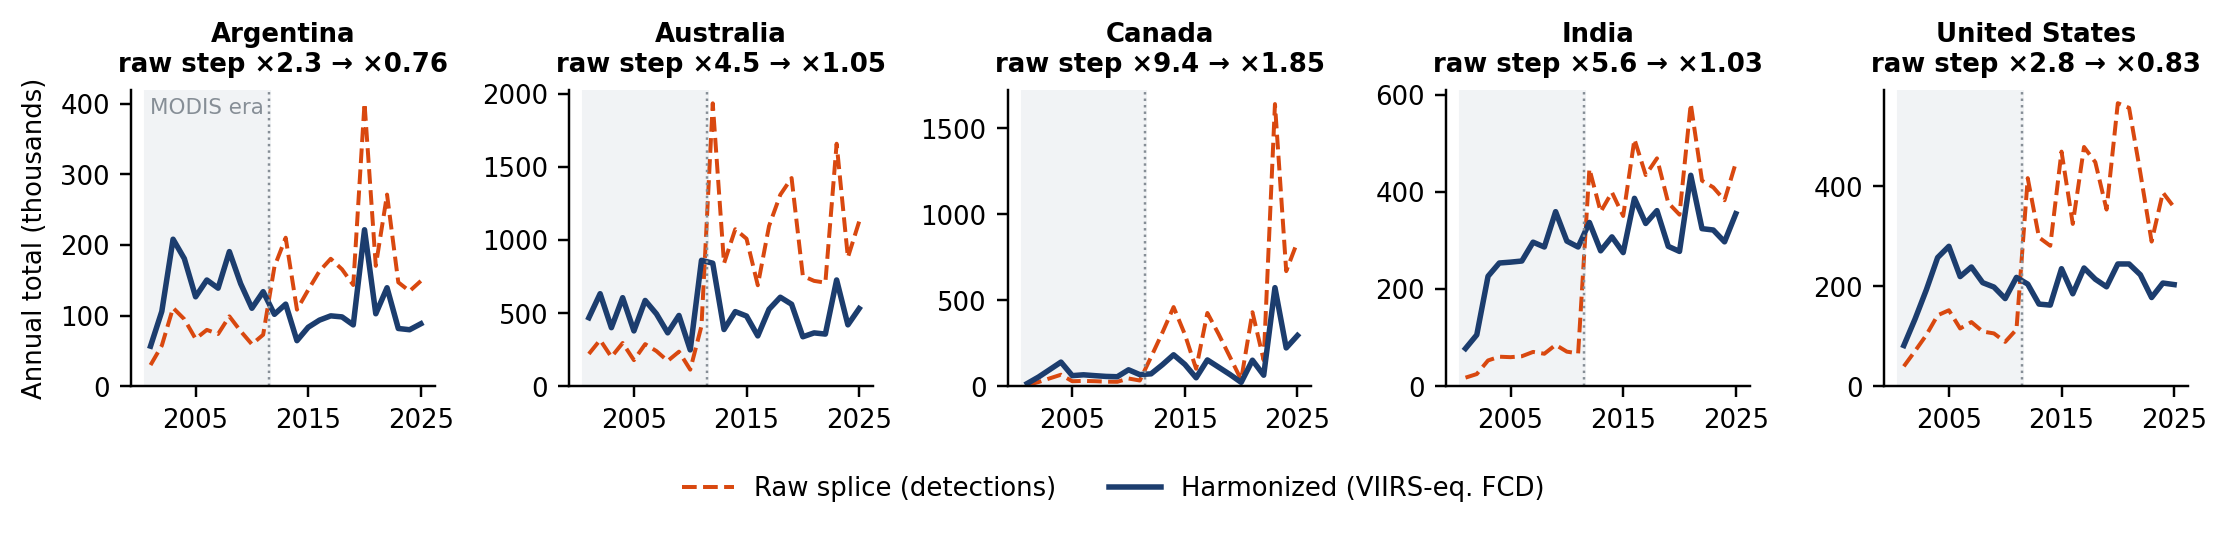 Argentina
raw step ×2.3 → ×0.76
Australia
raw step ×4.5 → ×1.05
Canada
raw step ×9.4 → ×1.85
India
raw step ×5.6 → ×1.03
United States
raw step ×2.8 → ×0.83
Annual total (thousands)
MODIS era
400
300
200
100
0
2005
2015
2025
2000
1500
1000
500
0
2005
2015
2025
1500
1000
500
0
2005
2015
2025
600
400
200
0
2005
2015
2025
400
200
0
2005
2015
2025
Raw splice (detections)
Harmonized (VIIRS-eq. FCD)